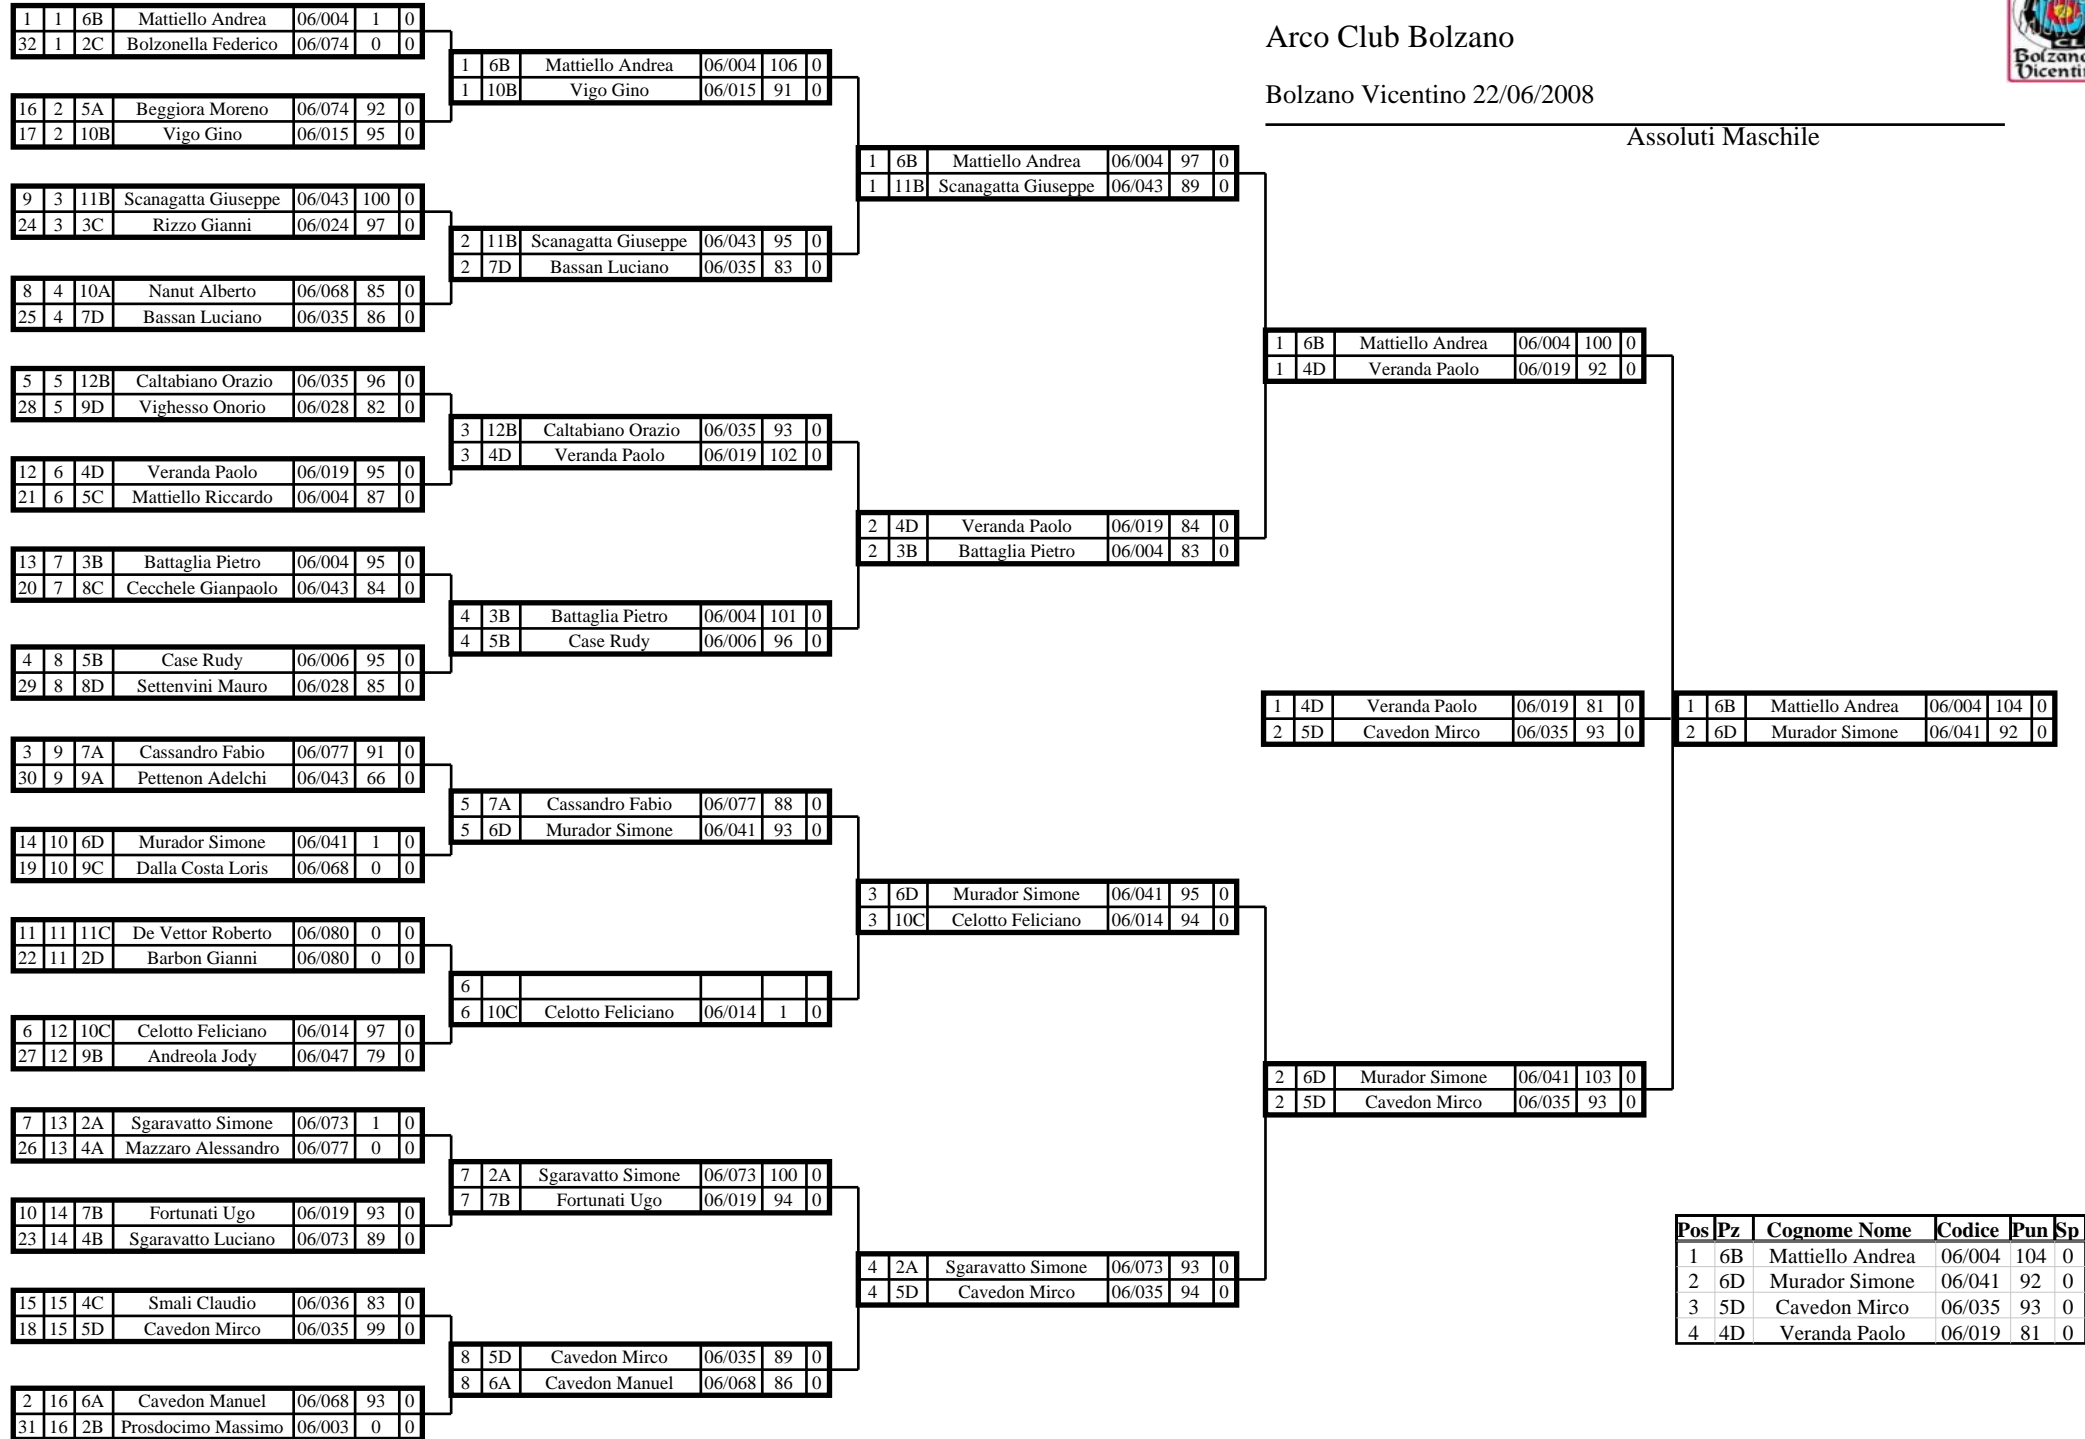 Arco Club Bolzano
Bolzano Vicentino 22/06/2008
Assoluti Maschile
1 1 6B Mattiello Andrea 06/004 1 0
32 1 2C Bolzonella Federico 06/074 0 0
16 2 5A Beggiora Moreno 06/074 92 0
17 2 10B Vigo Gino 06/015 95 0
9 3 11B Scanagatta Giuseppe 06/043 100 0
24 3 3C Rizzo Gianni 06/024 97 0
8 4 10A Nanut Alberto 06/068 85 0
25 4 7D Bassan Luciano 06/035 86 0
5 5 12B Caltabiano Orazio 06/035 96 0
28 5 9D Vighesso Onorio 06/028 82 0
12 6 4D Veranda Paolo 06/019 95 0
21 6 5C Mattiello Riccardo 06/004 87 0
13 7 3B Battaglia Pietro 06/004 95 0
20 7 8C Cecchele Gianpaolo 06/043 84 0
4 8 5B Case Rudy 06/006 95 0
29 8 8D Settenvini Mauro 06/028 85 0
3 9 7A Cassandro Fabio 06/077 91 0
30 9 9A Pettenon Adelchi 06/043 66 0
14 10 6D Murador Simone 06/041 1 0
19 10 9C Dalla Costa Loris 06/068 0 0
11 11 11C De Vettor Roberto 06/080 0 0
22 11 2D Barbon Gianni 06/080 0 0
6 12 10C Celotto Feliciano 06/014 97 0
27 12 9B Andreola Jody 06/047 79 0
7 13 2A Sgaravatto Simone 06/073 1 0
26 13 4A Mazzaro Alessandro 06/077 0 0
10 14 7B Fortunati Ugo 06/019 93 0
23 14 4B Sgaravatto Luciano 06/073 89 0
15 15 4C Smali Claudio 06/036 83 0
18 15 5D Cavedon Mirco 06/035 99 0
2 16 6A Cavedon Manuel 06/068 93 0
31 16 2B Prosdocimo Massimo 06/003 0 0
1 6B Mattiello Andrea 06/004 106 0
1 10B Vigo Gino 06/015 91 0
2 11B Scanagatta Giuseppe 06/043 95 0
2 7D Bassan Luciano 06/035 83 0
3 12B Caltabiano Orazio 06/035 93 0
3 4D Veranda Paolo 06/019 102 0
4 3B Battaglia Pietro 06/004 101 0
4 5B Case Rudy 06/006 96 0
5 7A Cassandro Fabio 06/077 88 0
5 6D Murador Simone 06/041 93 0
6
6 10C Celotto Feliciano 06/014 1 0
7 2A Sgaravatto Simone 06/073 100 0
7 7B Fortunati Ugo 06/019 94 0
8 5D Cavedon Mirco 06/035 89 0
8 6A Cavedon Manuel 06/068 86 0
1 6B Mattiello Andrea 06/004 97 0
1 11B Scanagatta Giuseppe 06/043 89 0
2 4D Veranda Paolo 06/019 84 0
2 3B Battaglia Pietro 06/004 83 0
3 6D Murador Simone 06/041 95 0
3 10C Celotto Feliciano 06/014 94 0
4 2A Sgaravatto Simone 06/073 93 0
4 5D Cavedon Mirco 06/035 94 0
1 6B Mattiello Andrea 06/004 100 0
1 4D Veranda Paolo 06/019 92 0
1 4D Veranda Paolo 06/019 81 0
2 5D Cavedon Mirco 06/035 93 0
2 6D Murador Simone 06/041 103 0
2 5D Cavedon Mirco 06/035 93 0
1 6B Mattiello Andrea 06/004 104 0
2 6D Murador Simone 06/041 92 0
Pos Pz Cognome Nome Codice Pun Sp
1 6B Mattiello Andrea 06/004 104 0
2 6D Murador Simone 06/041 92 0
3 5D Cavedon Mirco 06/035 93 0
4 4D Veranda Paolo 06/019 81 0